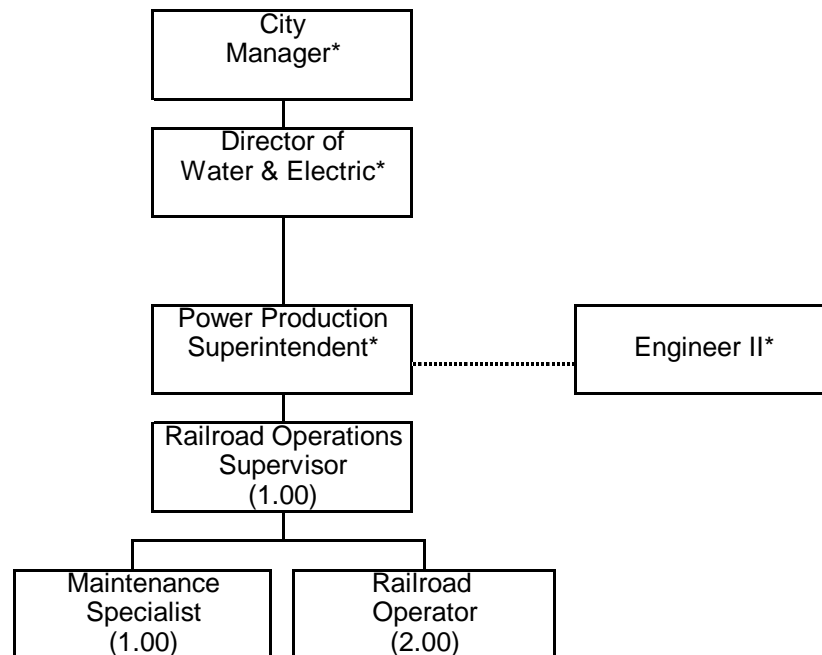 City
Manager*
Director of
Water & Electric*
Power Production
Superintendent*
Engineer II*
Railroad Operations
Supervisor
(1.00)
Maintenance
Specialist
(1.00)
Railroad
Operator
(2.00)